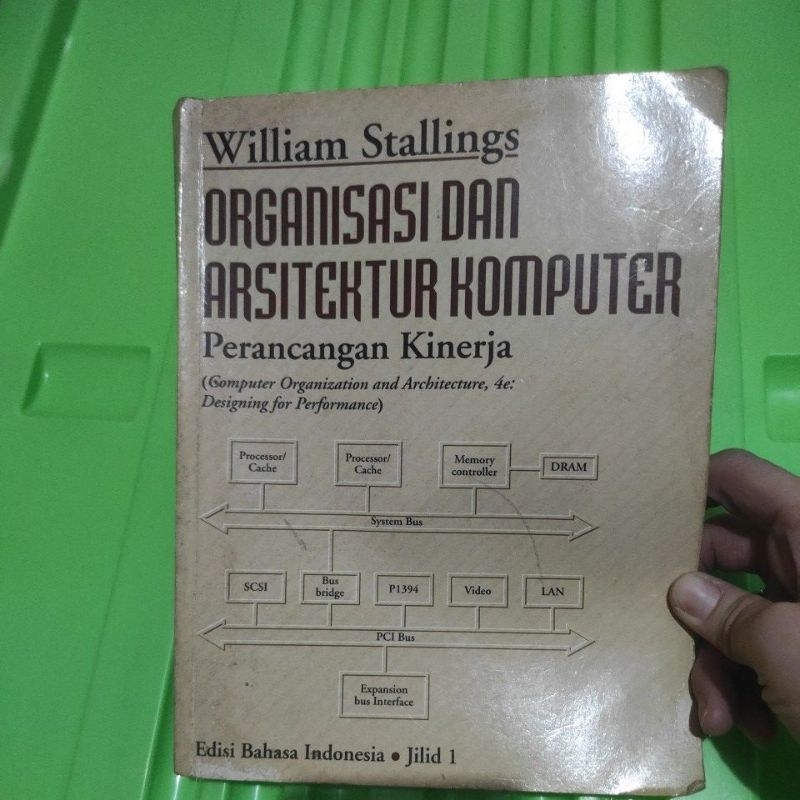 William Stallings
ORGANISASI DAN
ARSITEKTUR KOMPUTER
Perancangan Kinerja
(Computer Organization and Architecture, 4e:
Designing for Performance)
Processor/
Cache
Processor/
Cache
Memory
controller
DRAM
System Bus
SCSI
Bus
bridge
P1394
Video
LAN
PCI Bus
Expansion
bus Interface
Edisi Bahasa Indonesia • Jilid 1